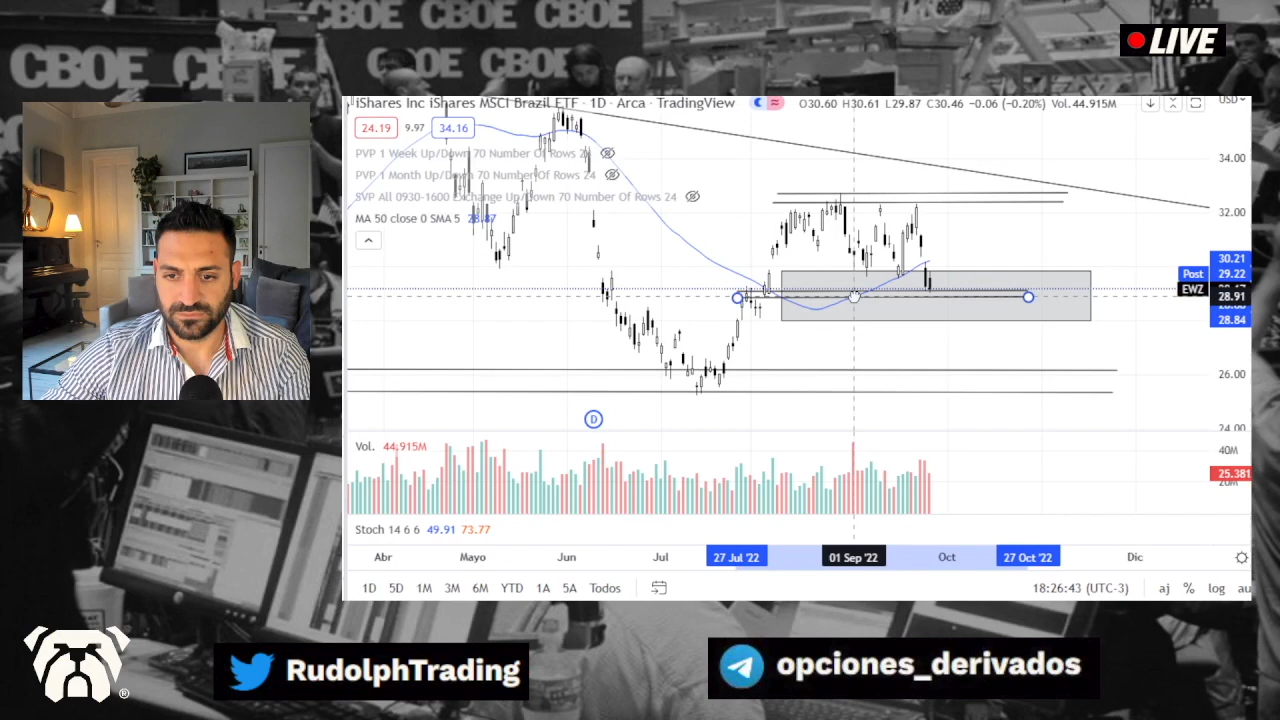 CBOE CBOE CBOE
CBOE
CBOE
LIVE
iShares Inc iShares MSCI Brazil ETF · 1D · Arca · TradingView
O30.60 H30.61 L29.87 C30.46 −0.06 (−0.20%) Vol.44.915M
USD
24.19 9.97 34.16
PVP 1 Week Up/Down 70 Number Of Rows
PVP 1 Month Up/Down 70 Number Of Rows 24
SVP All 0930-1600 Exchange Up/Down 70 Number Of Rows 24
MA 50 close 0 SMA 5 28.87
34.00
32.00
30.21
Post 29.22
EWZ
28.91
28.84
26.00
24.00
D
Vol. 44.915M
40M
25.381
Stoch 14 6 6 49.91 73.77
Abr Mayo Jun Jul 27 Jul '22 01 Sep '22 Oct 27 Oct '22 Dic
1D 5D 1M 3M 6M YTD 1A 5A Todos
18:26:43 (UTC-3) aj % log au
RudolphTrading
opciones_derivados
®